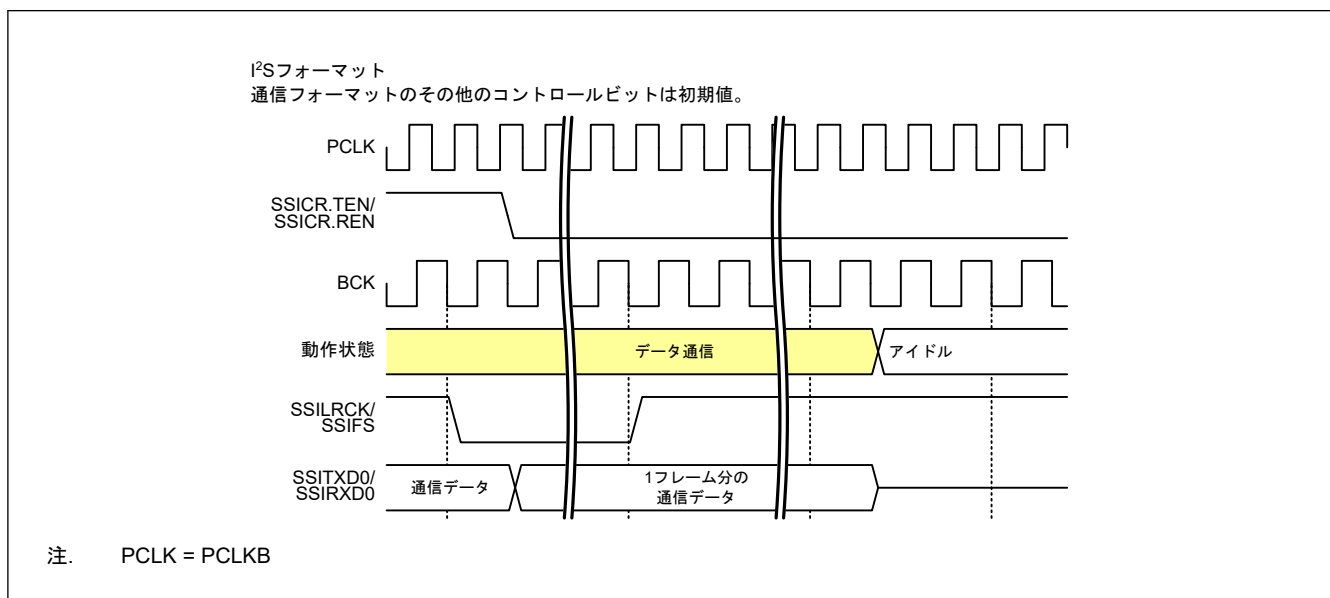 I²Sフォーマット
通信フォーマットのその他のコントロールビットは初期値。
PCLK
SSICR.TEN/
SSICR.REN
BCK
動作状態
データ通信
アイドル
SSILRCK/
SSIFS
SSITXD0/
SSIRXD0
通信データ
1フレーム分の
通信データ
注. PCLK = PCLKB